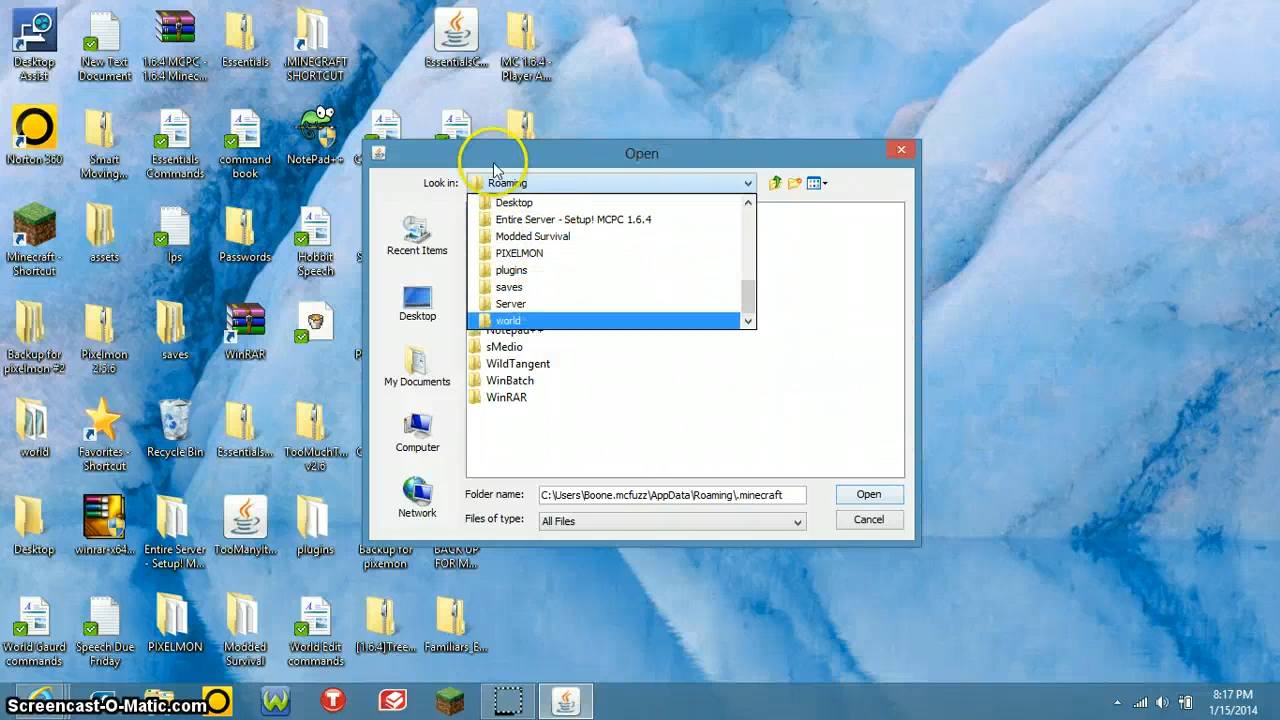 Desktop
Assist
New Text
Document
1.6.4 MCPC -
1.6.4 Minec...
Essentials
.MINECRAFT
SHORTCUT
EssentialsC...
MC 1.6.4 -
Player A...
Norton 360
Smart
Moving...
Essentials
Commands
command
book
NotePad++
Open
Look in:
Roaming
Desktop
Entire Server - Setup! MCPC 1.6.4
Modded Survival
PIXELMON
plugins
saves
Server
world
Notepad++
sMedio
WildTangent
WinBatch
WinRAR
Recent Items
Desktop
My Documents
Computer
Network
Folder name:
C:\Users\Boone.mcfuzz\AppData\Roaming\.minecraft
Open
Files of type:
All Files
Cancel
Minecraft -
Shortcut
assets
Ips
Passwords
Hobbit
Speech
Backup for
pixelmon #2
Pixelmon
2.5.6
saves
WinRAR
world
Favorites -
Shortcut
Recycle Bin
Essentials...
TooMuchT...
v2.6
Desktop
winrar-x64...
Entire Server
- Setup! M...
TooManyIt...
plugins
Backup for
pixemon
BACK UP
FOR M...
World Gaurd
commands
Speech Due
Friday
PIXELMON
Modded
Survival
World Edit
commands
[1.6.4]Tree...
Familiars_E...
Screencast-O-Matic.com
8:17 PM
1/15/2014